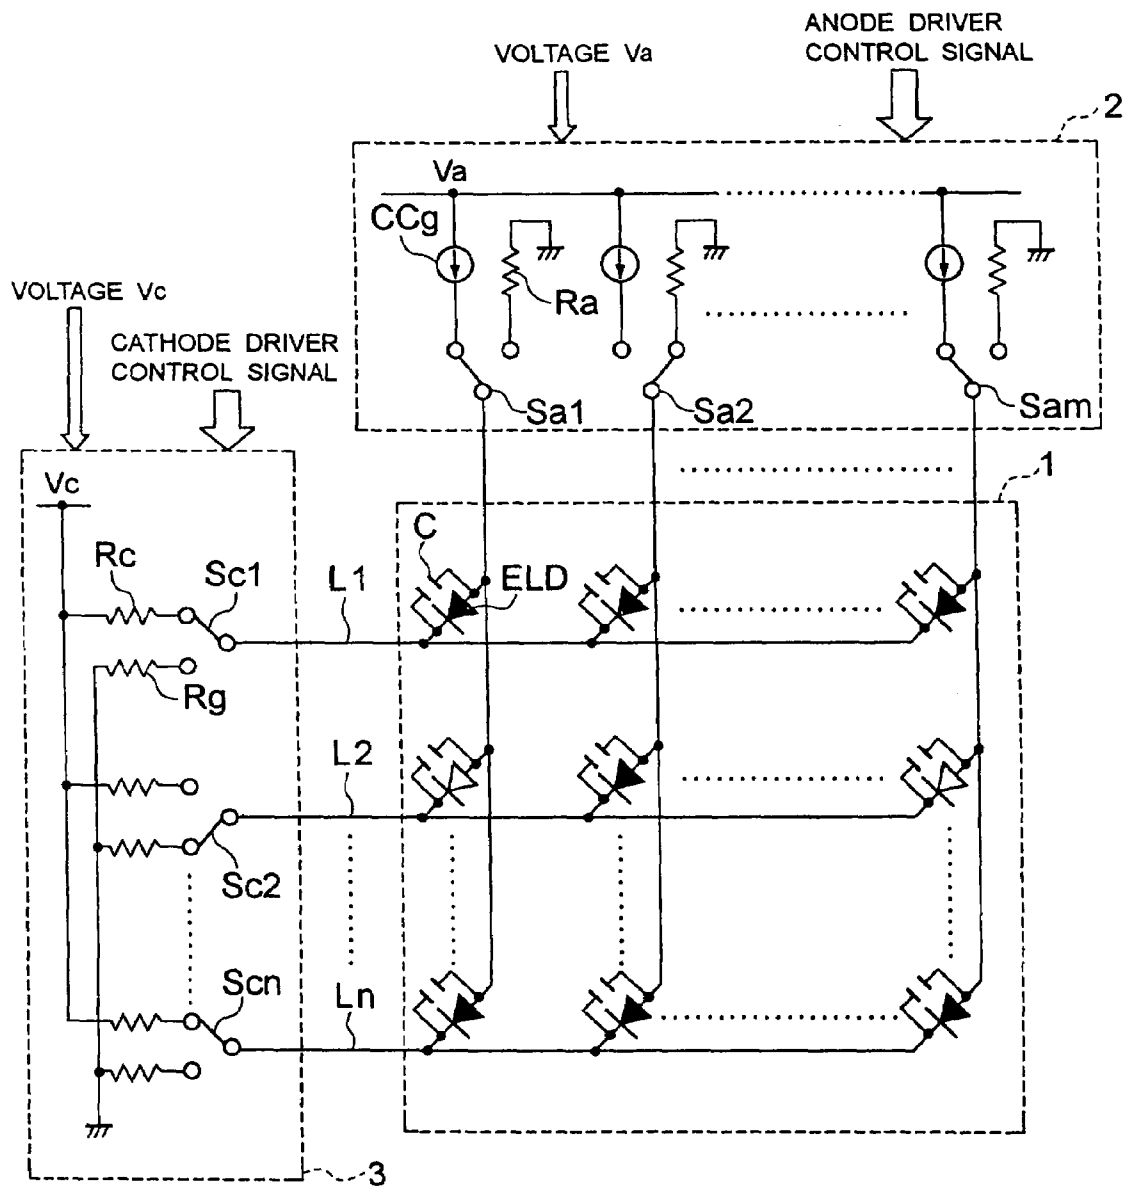 ANODE DRIVER
CONTROL SIGNAL
VOLTAGE Va
2
Va
CCg
Ra
VOLTAGE Vc
CATHODE DRIVER
CONTROL SIGNAL
Sa1
Sa2
Sam
1
Vc
C
Rc
Sc1
L1
ELD
Rg
L2
Sc2
Scn
Ln
3